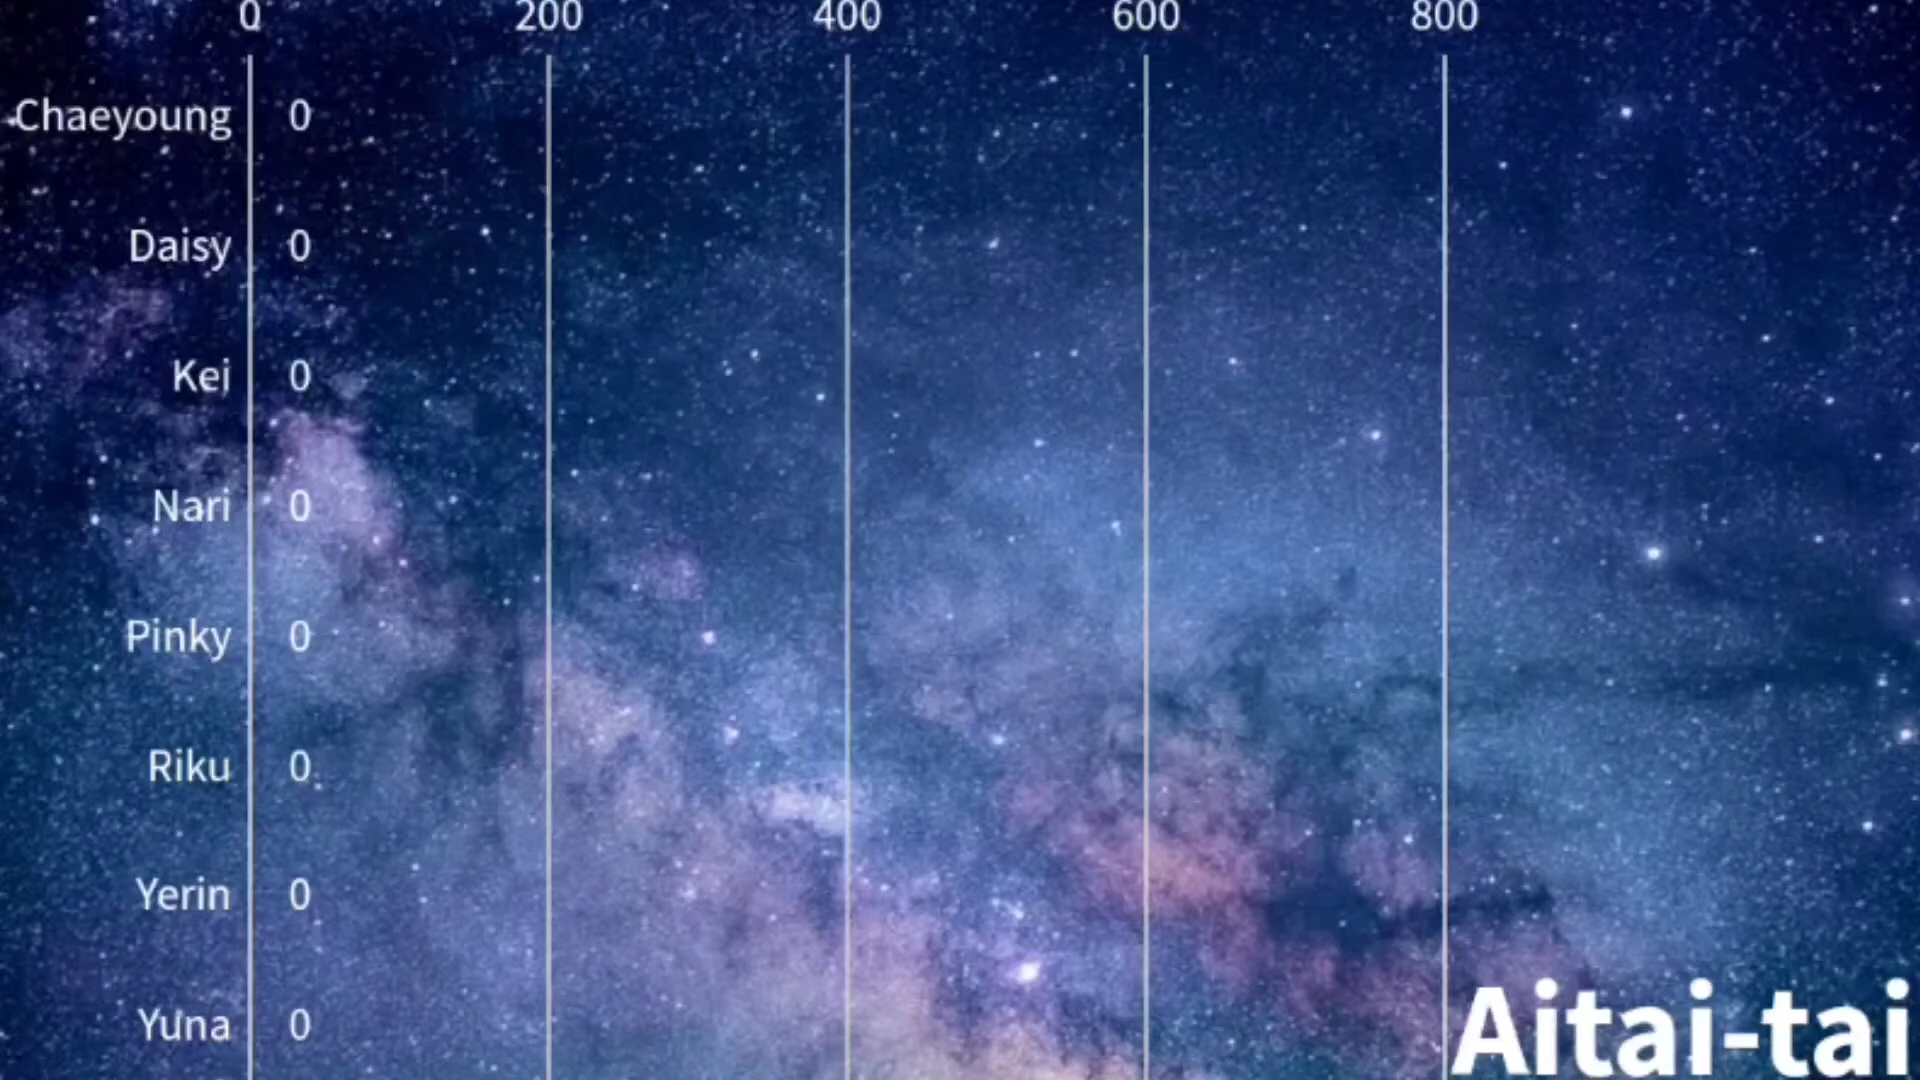 0 200 400 600 800
Chaeyoung 0
Daisy 0
Kei 0
Nari 0
Pinky 0
Riku 0
Yerin 0
Yuna 0
Aitai-tai